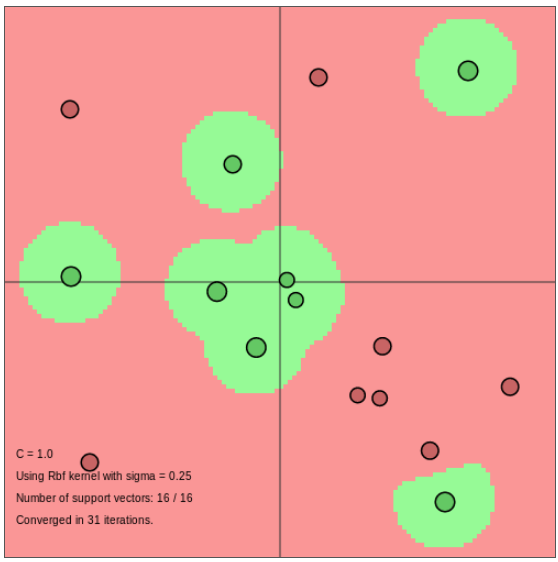 C = 1.0
Using Rbf kernel with sigma = 0.25
Number of support vectors: 16 / 16
Converged in 31 iterations.